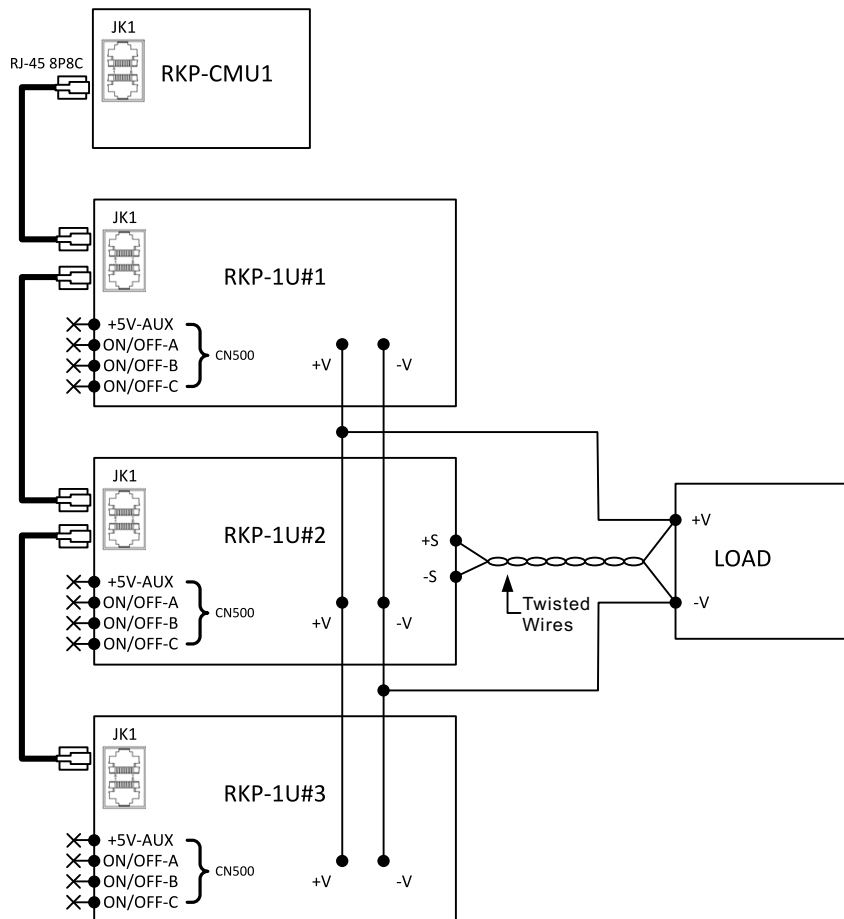 JK1
RJ-45 8P8C
RKP-CMU1
JK1
RKP-1U#1
+5V-AUX
ON/OFF-A
ON/OFF-B
ON/OFF-C
CN500
+V
-V
JK1
RKP-1U#2
+S
-S
+5V-AUX
ON/OFF-A
ON/OFF-B
ON/OFF-C
CN500
+V
-V
Twisted
Wires
+V
LOAD
-V
JK1
RKP-1U#3
+5V-AUX
ON/OFF-A
ON/OFF-B
ON/OFF-C
CN500
+V
-V